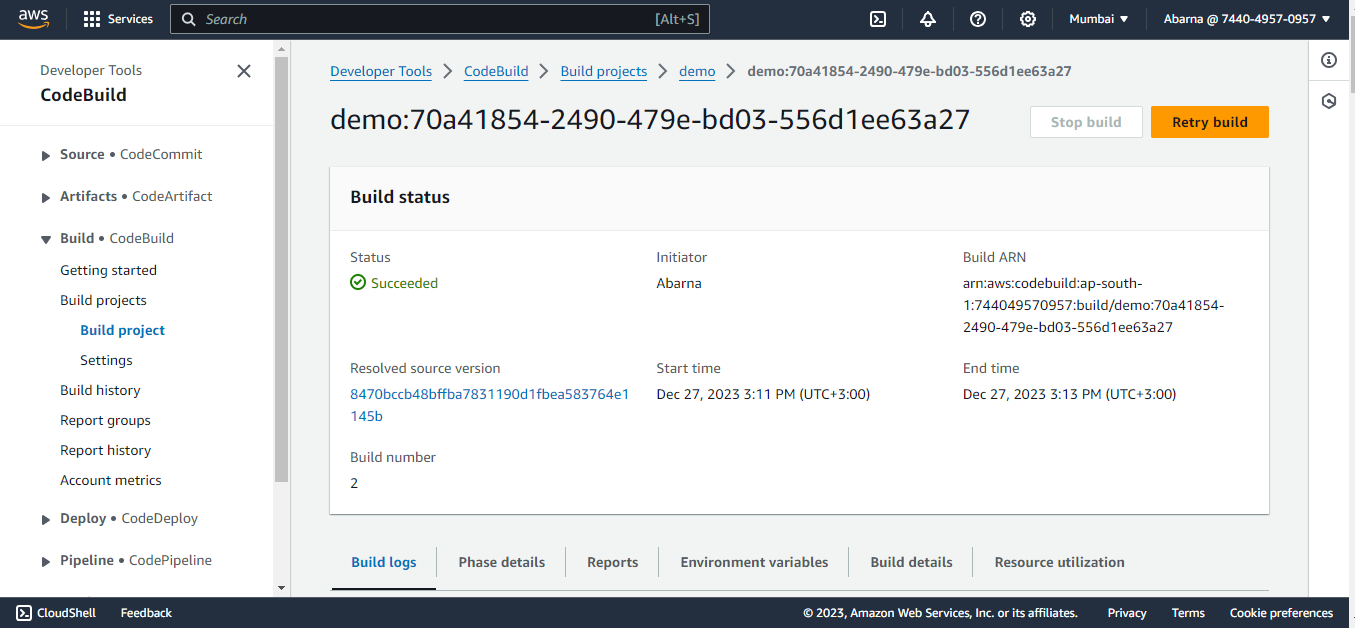 aws
Services
Search
[Alt+S]
Mumbai ▼
Abarna @ 7440-4957-0957 ▼
Developer Tools
CodeBuild
Source • CodeCommit
Artifacts • CodeArtifact
Build • CodeBuild
Getting started
Build projects
Build project
Settings
Build history
Report groups
Report history
Account metrics
Deploy • CodeDeploy
Pipeline • CodePipeline
Developer Tools > CodeBuild > Build projects > demo > demo:70a41854-2490-479e-bd03-556d1ee63a27
demo:70a41854-2490-479e-bd03-556d1ee63a27
Stop build
Retry build
Build status
Status
Succeeded
Initiator
Abarna
Build ARN
arn:aws:codebuild:ap-south-
1:744049570957:build/demo:70a41854-
2490-479e-bd03-556d1ee63a27
Resolved source version
8470bccb48bffba7831190d1fbea583764e1
145b
Start time
Dec 27, 2023 3:11 PM (UTC+3:00)
End time
Dec 27, 2023 3:13 PM (UTC+3:00)
Build number
2
Build logs
Phase details
Reports
Environment variables
Build details
Resource utilization
CloudShell
Feedback
© 2023, Amazon Web Services, Inc. or its affiliates.
Privacy
Terms
Cookie preferences